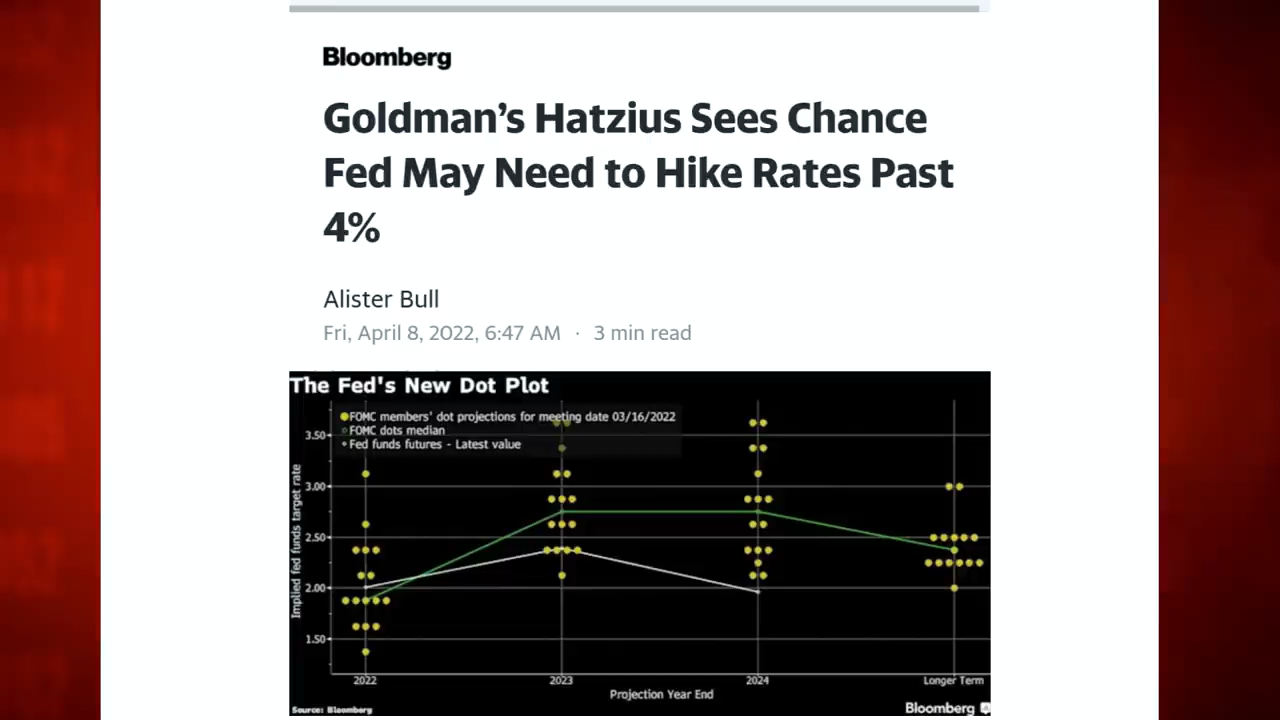 Bloomberg
Goldman's Hatzius Sees Chance
Fed May Need to Hike Rates Past
4%
Alister Bull
Fri, April 8, 2022, 6:47 AM · 3 min read
The Fed's New Dot Plot
FOMC members' dot projections for meeting date 03/16/2022
FOMC dots median
Fed funds futures - Latest value
Implied fed funds target rate
3.50
3.00
2.50
2.00
1.50
2022 2023 2024 Longer Term
Projection Year End
Source: Bloomberg
Bloomberg